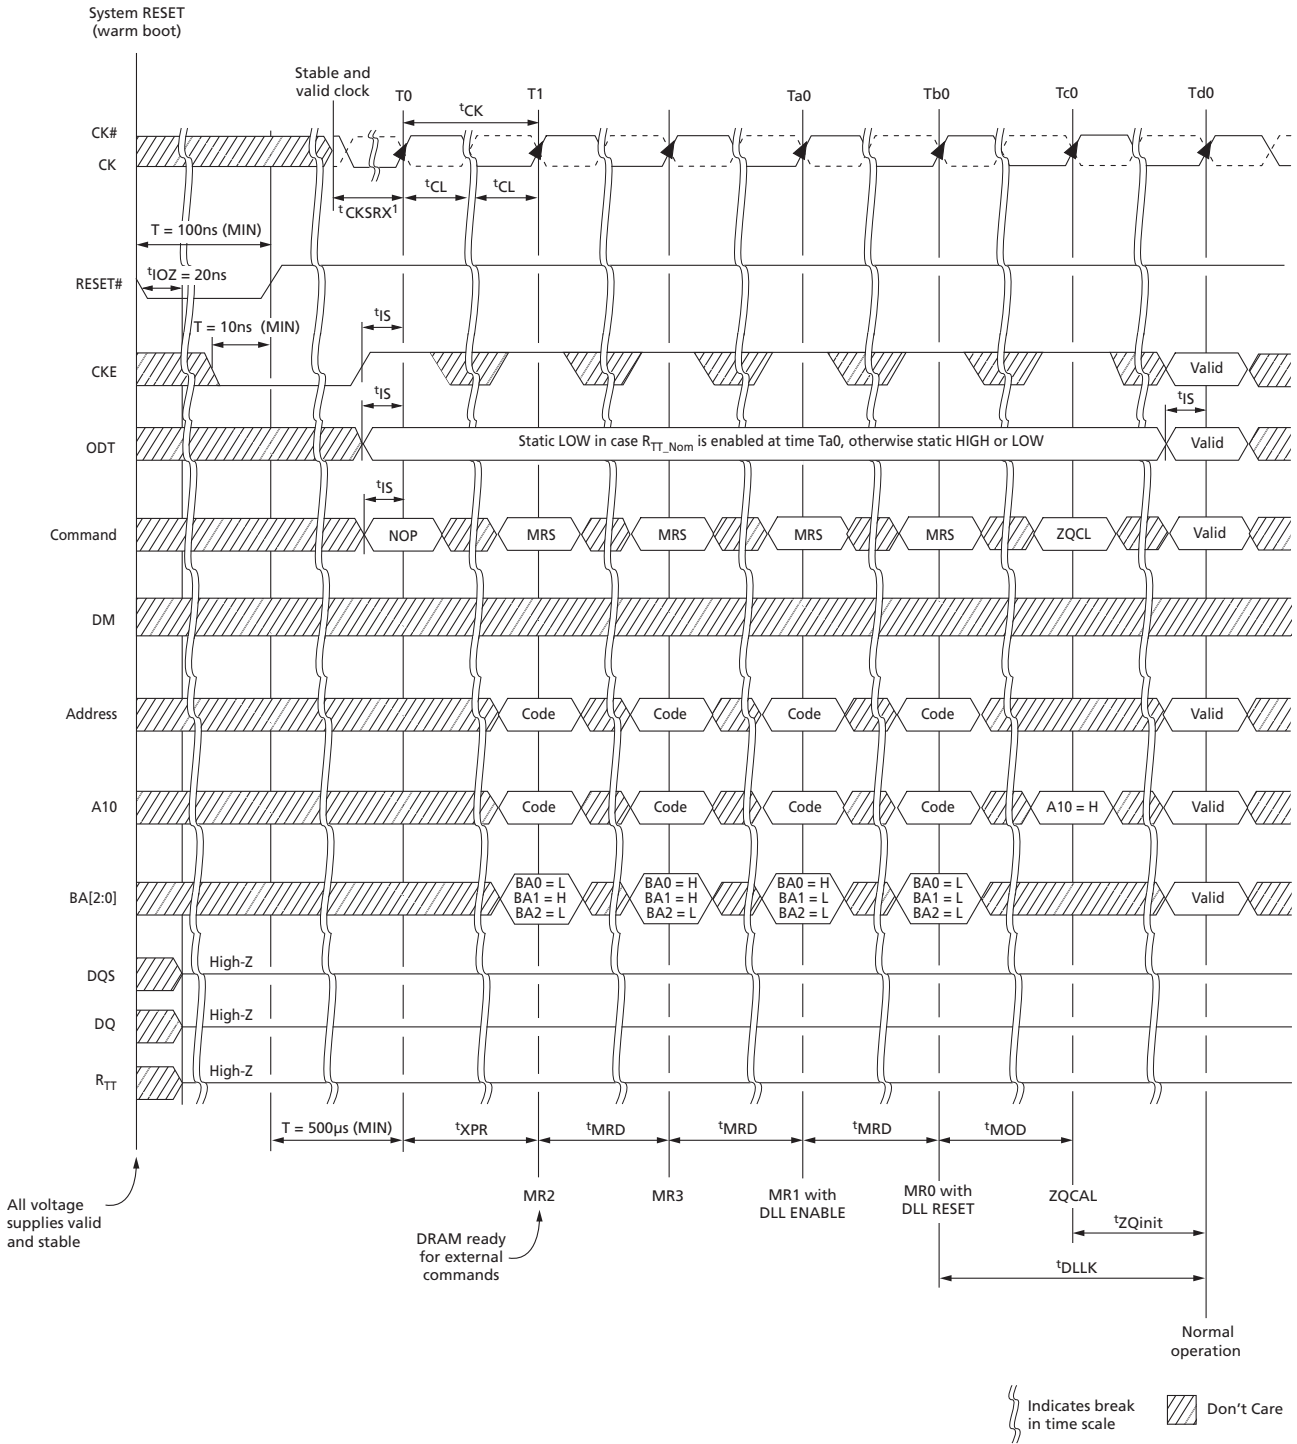 System RESET
(warm boot)
Stable and
valid clock
T0
T1
Ta0
Tb0
Tc0
Td0
tCK
CK#
CK
tCKSRX1
tCL
tCL
T = 100ns (MIN)
RESET#
tIOZ = 20ns
T = 10ns (MIN)
tIS
CKE
Valid
tIS
tIS
ODT
Static LOW in case RTT_Nom is enabled at time Ta0, otherwise static HIGH or LOW
Valid
tIS
Command
NOP
MRS
MRS
MRS
MRS
ZQCL
Valid
DM
Address
Code
Code
Code
Code
Valid
A10
Code
Code
Code
Code
A10 = H
Valid
BA[2:0]
BA0 = L
BA1 = H
BA2 = L
BA0 = H
BA1 = H
BA2 = L
BA0 = H
BA1 = L
BA2 = L
BA0 = L
BA1 = L
BA2 = L
Valid
DQS
High-Z
DQ
High-Z
RTT
High-Z
T = 500μs (MIN)
tXPR
tMRD
tMRD
tMRD
tMOD
All voltage
supplies valid
and stable
MR2
MR3
MR1 with
DLL ENABLE
MR0 with
DLL RESET
ZQCAL
tZQinit
DRAM ready
for external
commands
tDLLK
Normal
operation
Indicates break
in time scale
Don't Care